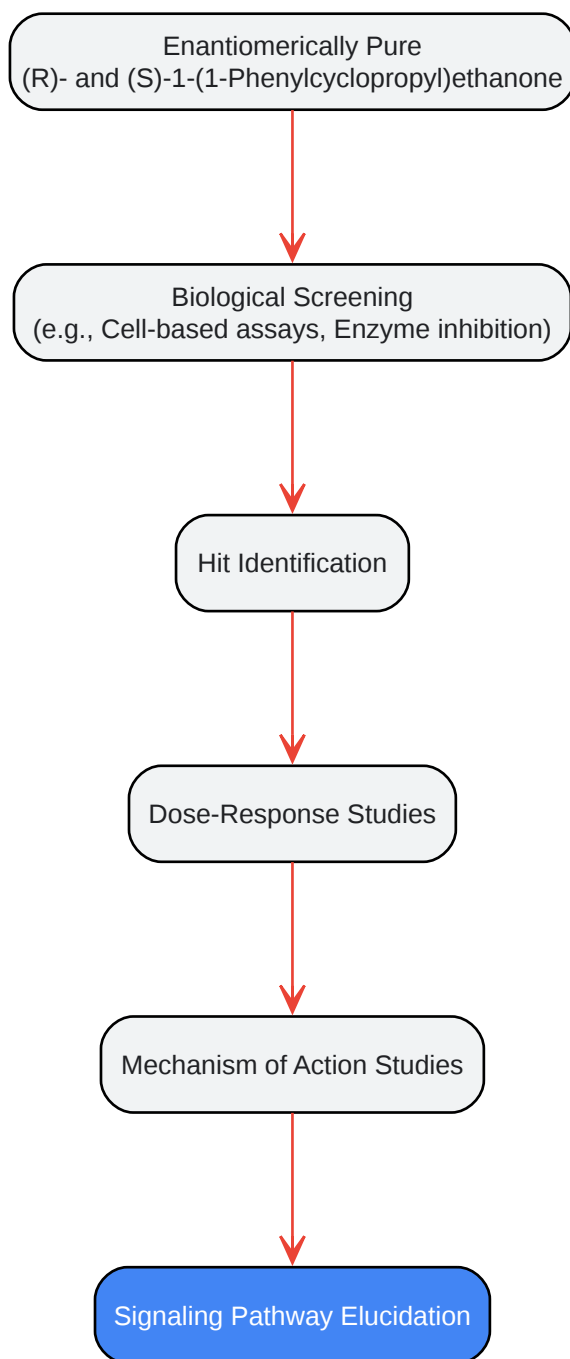 Enantiomerically Pure
(R)- and (S)-1-(1-Phenylcyclopropyl)ethanone
Biological Screening
(e.g., Cell-based assays, Enzyme inhibition)
Hit Identification
Dose-Response Studies
Mechanism of Action Studies
Signaling Pathway Elucidation